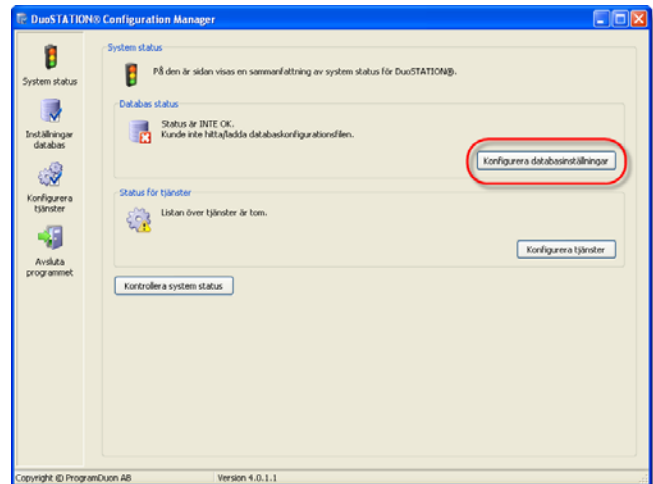 DuoSTATION® Configuration Manager
System status
Inställningar
databas
Konfigurera
tjänster
Avsluta
programmet
System status
På den är sidan visas en sammanfattning av system status för DuoSTATION®.
Databas status
Status är INTE OK.
Kunde inte hitta/ladda databaskonfigurationsfilen.
Konfigurera databasinställningar
Status för tjänster
Listan över tjänster är tom.
Konfigurera tjänster
Kontrollera system status
Copyright © ProgramDuon AB
Version 4.0.1.1